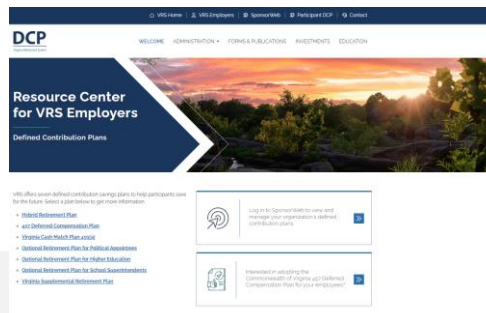 VRS Home | VRS Employers | SponsorWeb | Participant DCP | Contact
DCP
WELCOME ADMINISTRATION FORMS & PUBLICATIONS INVESTMENTS EDUCATION
Resource Center
for VRS Employers
Defined Contribution Plans
VRS offers seven defined contribution savings plans to help participants save
for the future. Select a plan below to get more information.
Hybrid Retirement Plan
457 Deferred Compensation Plan
Virginia Cash Match Plan 401(a)
Optional Retirement Plan for Political Appointees
Optional Retirement Plan for Higher Education
Optional Retirement Plan for School Superintendents
Virginia Supplemental Retirement Plan
Log in to SponsorWeb to view and
manage your organization's defined
contribution plans.
Interested in adopting the
Commonwealth of Virginia 457 Deferred
Compensation Plan for your employees?